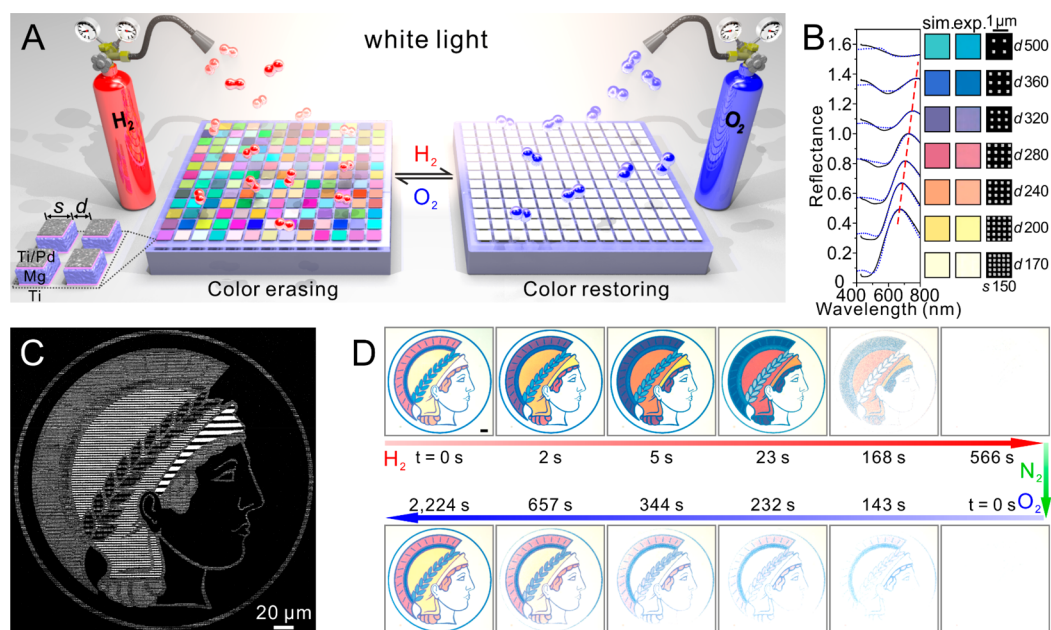 A
white light
H₂
O₂
H₂
O₂
s d
Ti/Pd
Mg
Ti
Color erasing
Color restoring
B
sim. exp. 1µm
Reflectance
1.6
1.4
1.2
1.0
0.8
0.6
0.4
0.2
0
400 600 800
Wavelength (nm)
d500
d360
d320
d280
d240
d200
d170
s150
C
20 µm
D
H₂ t = 0 s 2 s 5 s 23 s 168 s 566 s
N₂
2,224 s 657 s 344 s 232 s 143 s t = 0 s O₂